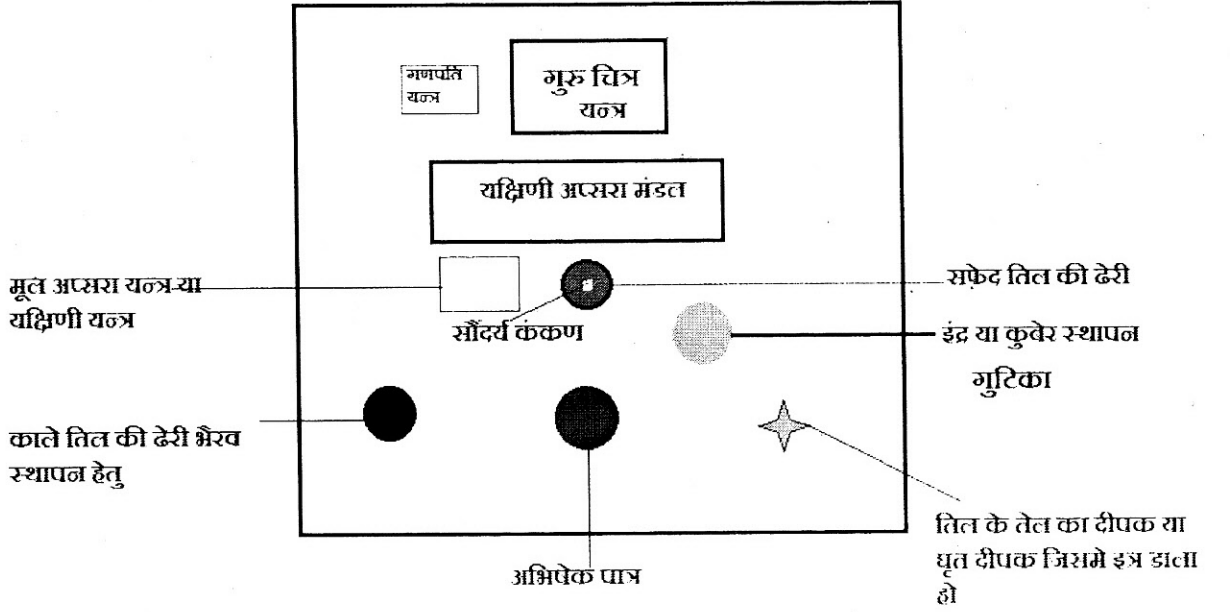 गणपति
यन्त्र
गुरु चित्र
यन्त्र
यक्षिणी अप्सरा मंडल
मूल अप्सरा यन्त्र या
यक्षिणी यन्त्र
सौंदर्य कंकण
सफ़ेद तिल की ढेरी
इंद्र या कुबेर स्थापन
गुटिका
काले तिल की ढेरी भैरव
स्थापन हेतु
अभिषेक पात्र
तिल के तेल का दीपक या
घृत दीपक जिसमे इत्र डाला
हो